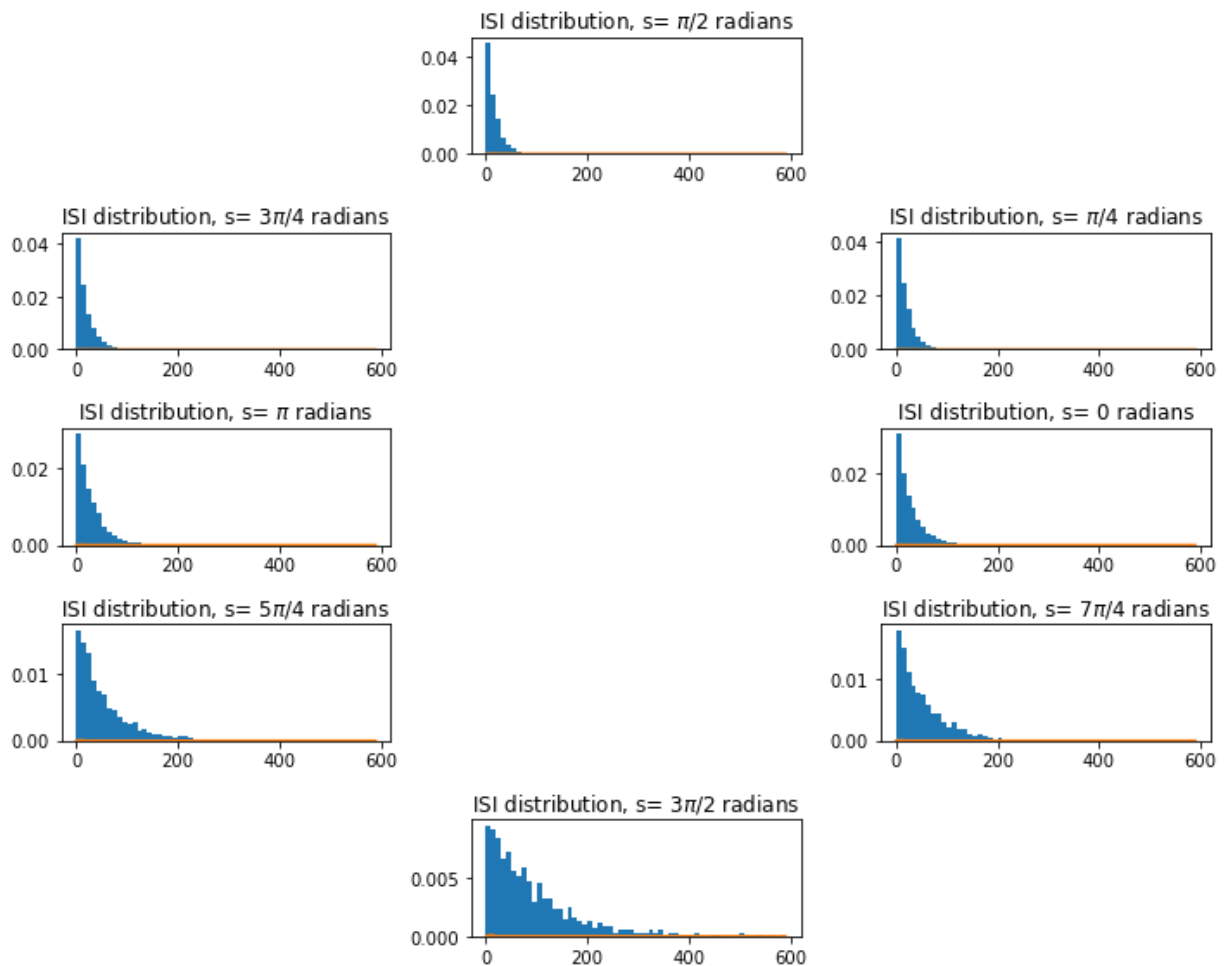 ISI distribution, s= π/2 radians
0.04
0.02
0.00
0 200 400 600
ISI distribution, s= 3π/4 radians
0.04
0.02
0.00
0 200 400 600
ISI distribution, s= π/4 radians
0.04
0.02
0.00
0 200 400 600
ISI distribution, s= π radians
0.02
0.00
0 200 400 600
ISI distribution, s= 0 radians
0.02
0.00
0 200 400 600
ISI distribution, s= 5π/4 radians
0.01
0.00
0 200 400 600
ISI distribution, s= 7π/4 radians
0.01
0.00
0 200 400 600
ISI distribution, s= 3π/2 radians
0.005
0.000
0 200 400 600